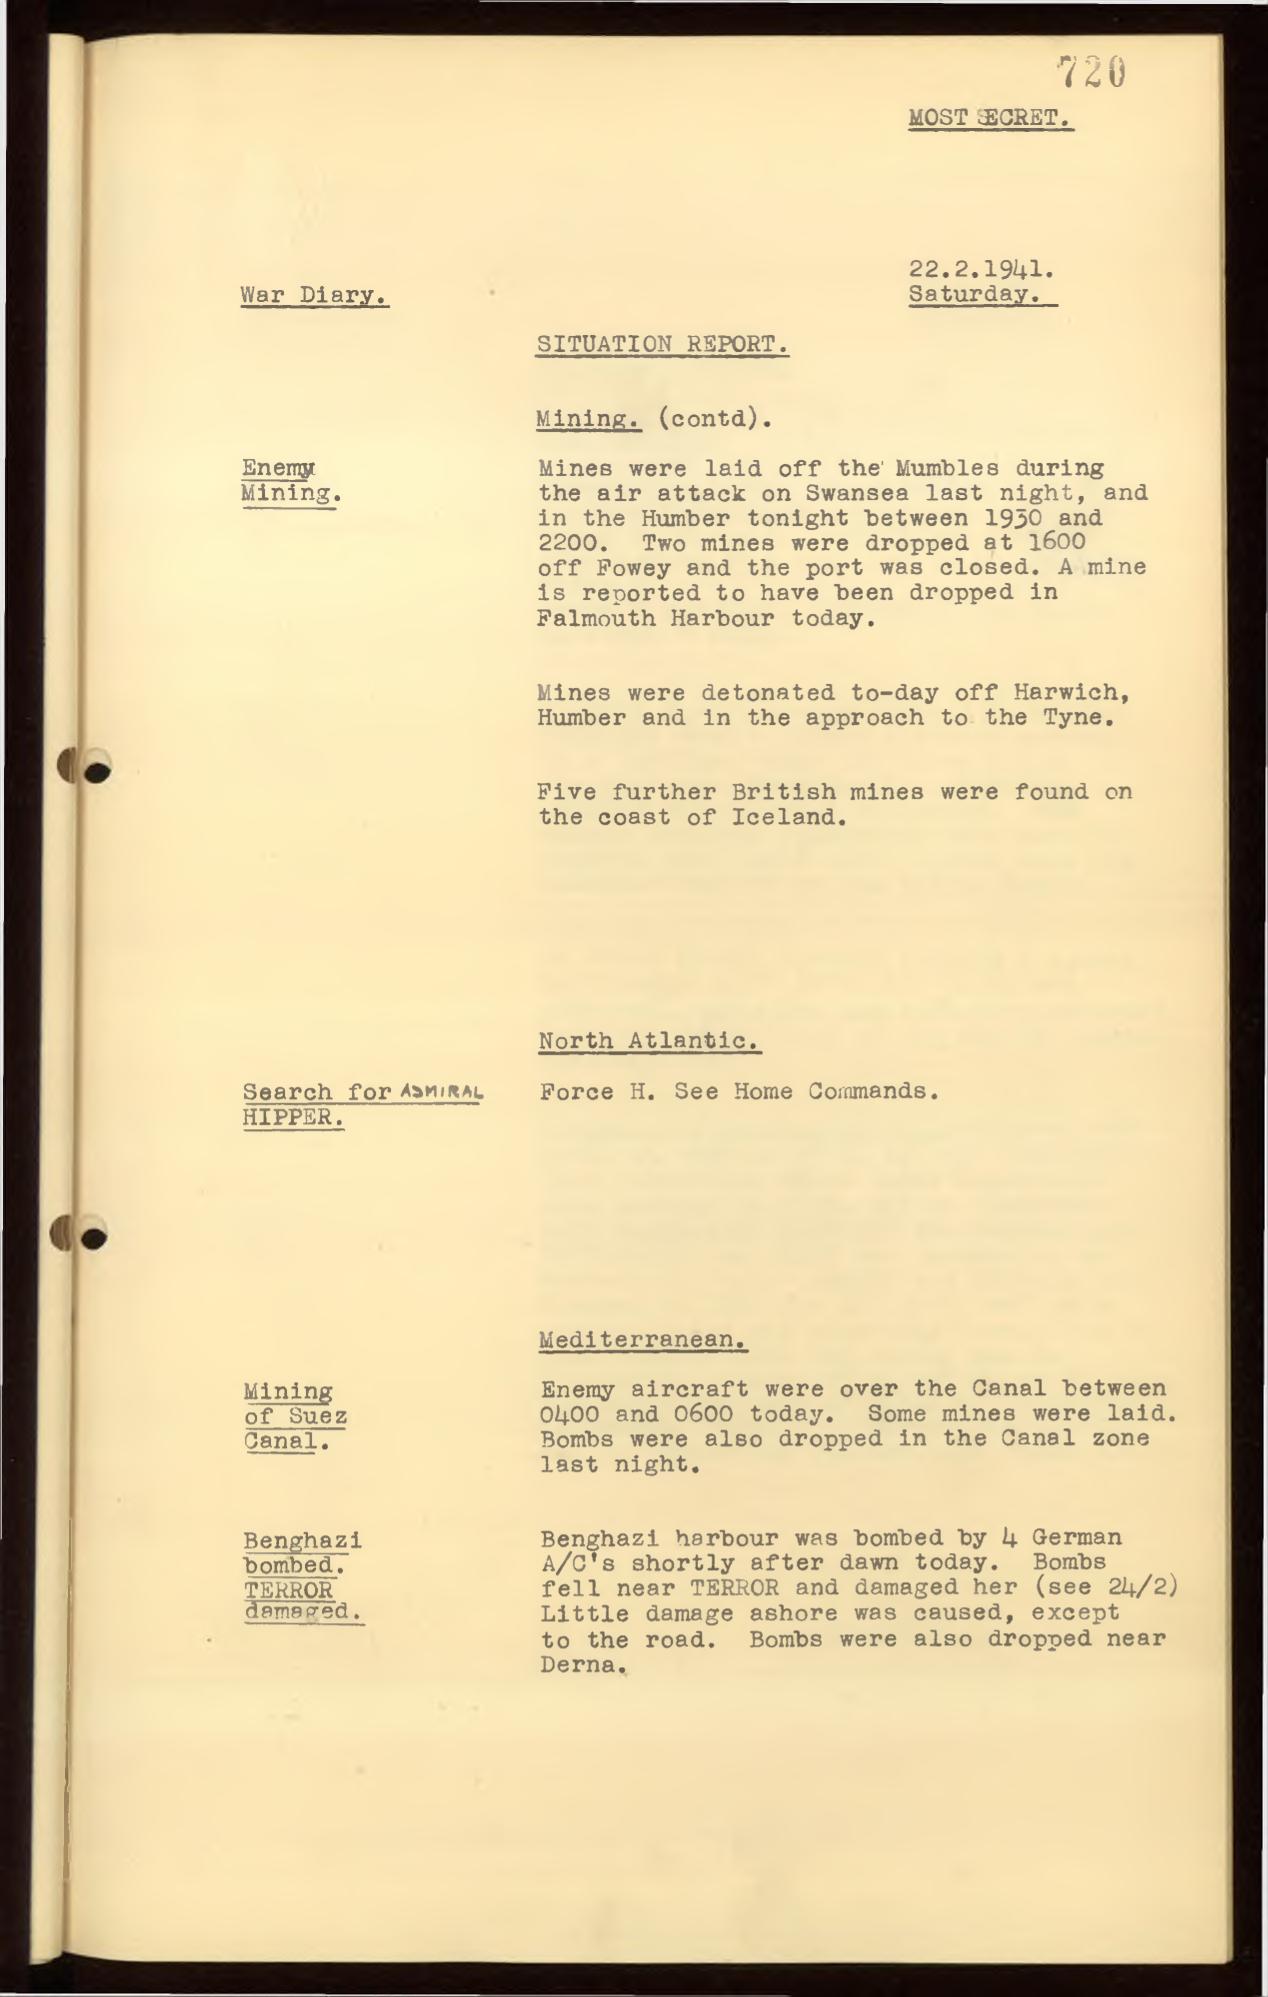 720
MOST SECRET.
22.2.1941.
War Diary.
Saturday.
SITUATION REPORT.
Mining. (contd).
Enemy
Mining.
Mines were laid off the Mumbles during
the air attack on Swansea last night, and
in the Humber tonight between 1930 and
2200. Two mines were dropped at 1600
off Fowey and the port was closed. A mine
is reported to have been dropped in
Falmouth Harbour today.
Mines were detonated to-day off Harwich,
Humber and in the approach to the Tyne.
Five further British mines were found on
the coast of Iceland.
North Atlantic.
Search for ADMIRAL
HIPPER.
Force H. See Home Commands.
Mediterranean.
Mining
of Suez
Canal.
Enemy aircraft were over the Canal between
0400 and 0600 today. Some mines were laid.
Bombs were also dropped in the Canal zone
last night.
Benghazi
bombed.
TERROR
damaged.
Benghazi harbour was bombed by 4 German
A/C's shortly after dawn today. Bombs
fell near TERROR and damaged her (see 24/2)
Little damage ashore was caused, except
to the road. Bombs were also dropped near
Derna.